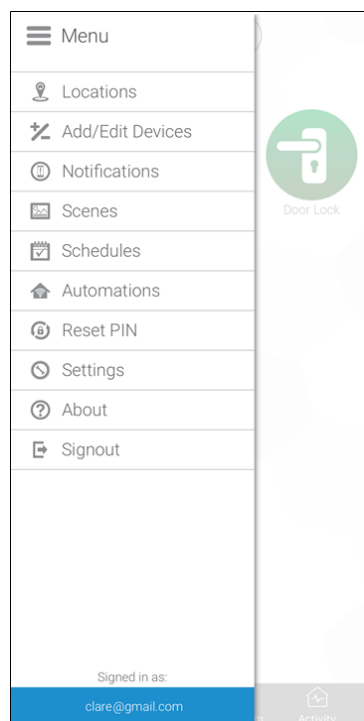 Menu
Locations
Add/Edit Devices
Notifications
Scenes
Schedules
Automations
Reset PIN
Settings
About
Signout
Door Lock
Signed in as:
clare@gmail.com
Activity